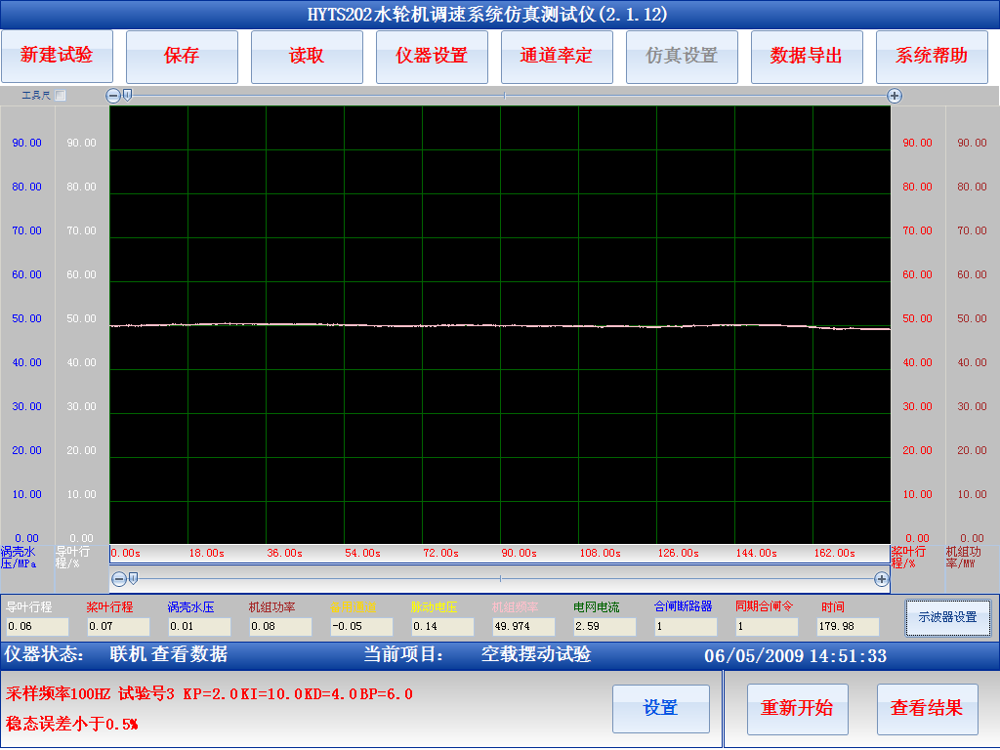 HYTS202水轮机调速系统仿真测试仪(2.1.12)
新建试验 保存 读取 仪器设置 通道率定 仿真设置 数据导出 系统帮助
工具尺
90.00 90.00 90.00 90.00
80.00 80.00 80.00 80.00
70.00 70.00 70.00 70.00
60.00 60.00 60.00 60.00
50.00 50.00 50.00 50.00
40.00 40.00 40.00 40.00
30.00 30.00 30.00 30.00
20.00 20.00 20.00 20.00
10.00 10.00 10.00 10.00
0.00 0.00 0.00 0.00
涡壳水 导叶行 0.00s 18.00s 36.00s 54.00s 72.00s 90.00s 108.00s 126.00s 144.00s 162.00s 桨叶行 机组功
压/MPa 程/% 程/% 率/MW
导叶行程 桨叶行程 涡壳水压 机组功率 备用通道 脉动电压 机组频率 电网电流 合闸断路器 同期合闸令 时间
0.06 0.07 0.01 0.08 -0.05 0.14 49.974 2.59 1 1 179.98 示波器设置
仪器状态: 联机 查看数据 当前项目: 空载摆动试验 06/05/2009 14:51:33
采样频率100HZ 试验号3 KP=2.0KI=10.0KD=4.0BP=6.0
稳态误差小于0.5%
设置 重新开始 查看结果